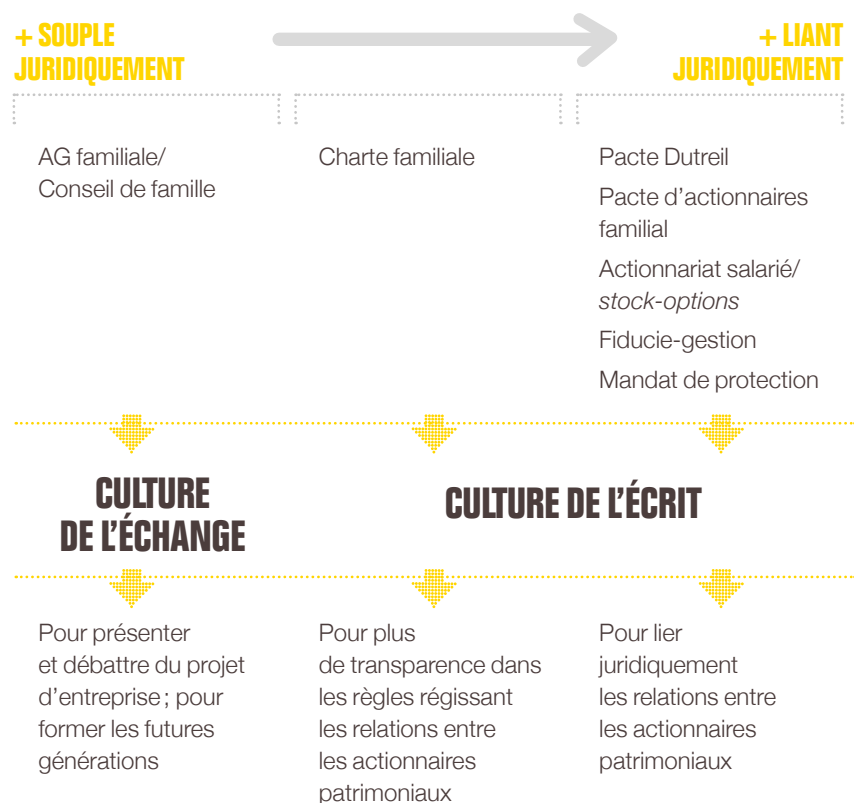 + SOUPLE
JURIDIQUEMENT
+ LIANT
JURIDIQUEMENT
AG familiale/
Conseil de famille
Charte familiale
Pacte Dutreil
Pacte d'actionnaires
familial
Actionnariat salarié/
stock-options
Fiducie-gestion
Mandat de protection
CULTURE
DE L'ÉCHANGE
CULTURE DE L'ÉCRIT
Pour présenter
et débattre du projet
d'entreprise ; pour
former les futures
générations
Pour plus
de transparence dans
les règles régissant
les relations entre
les actionnaires
patrimoniaux
Pour lier
juridiquement
les relations entre
les actionnaires
patrimoniaux